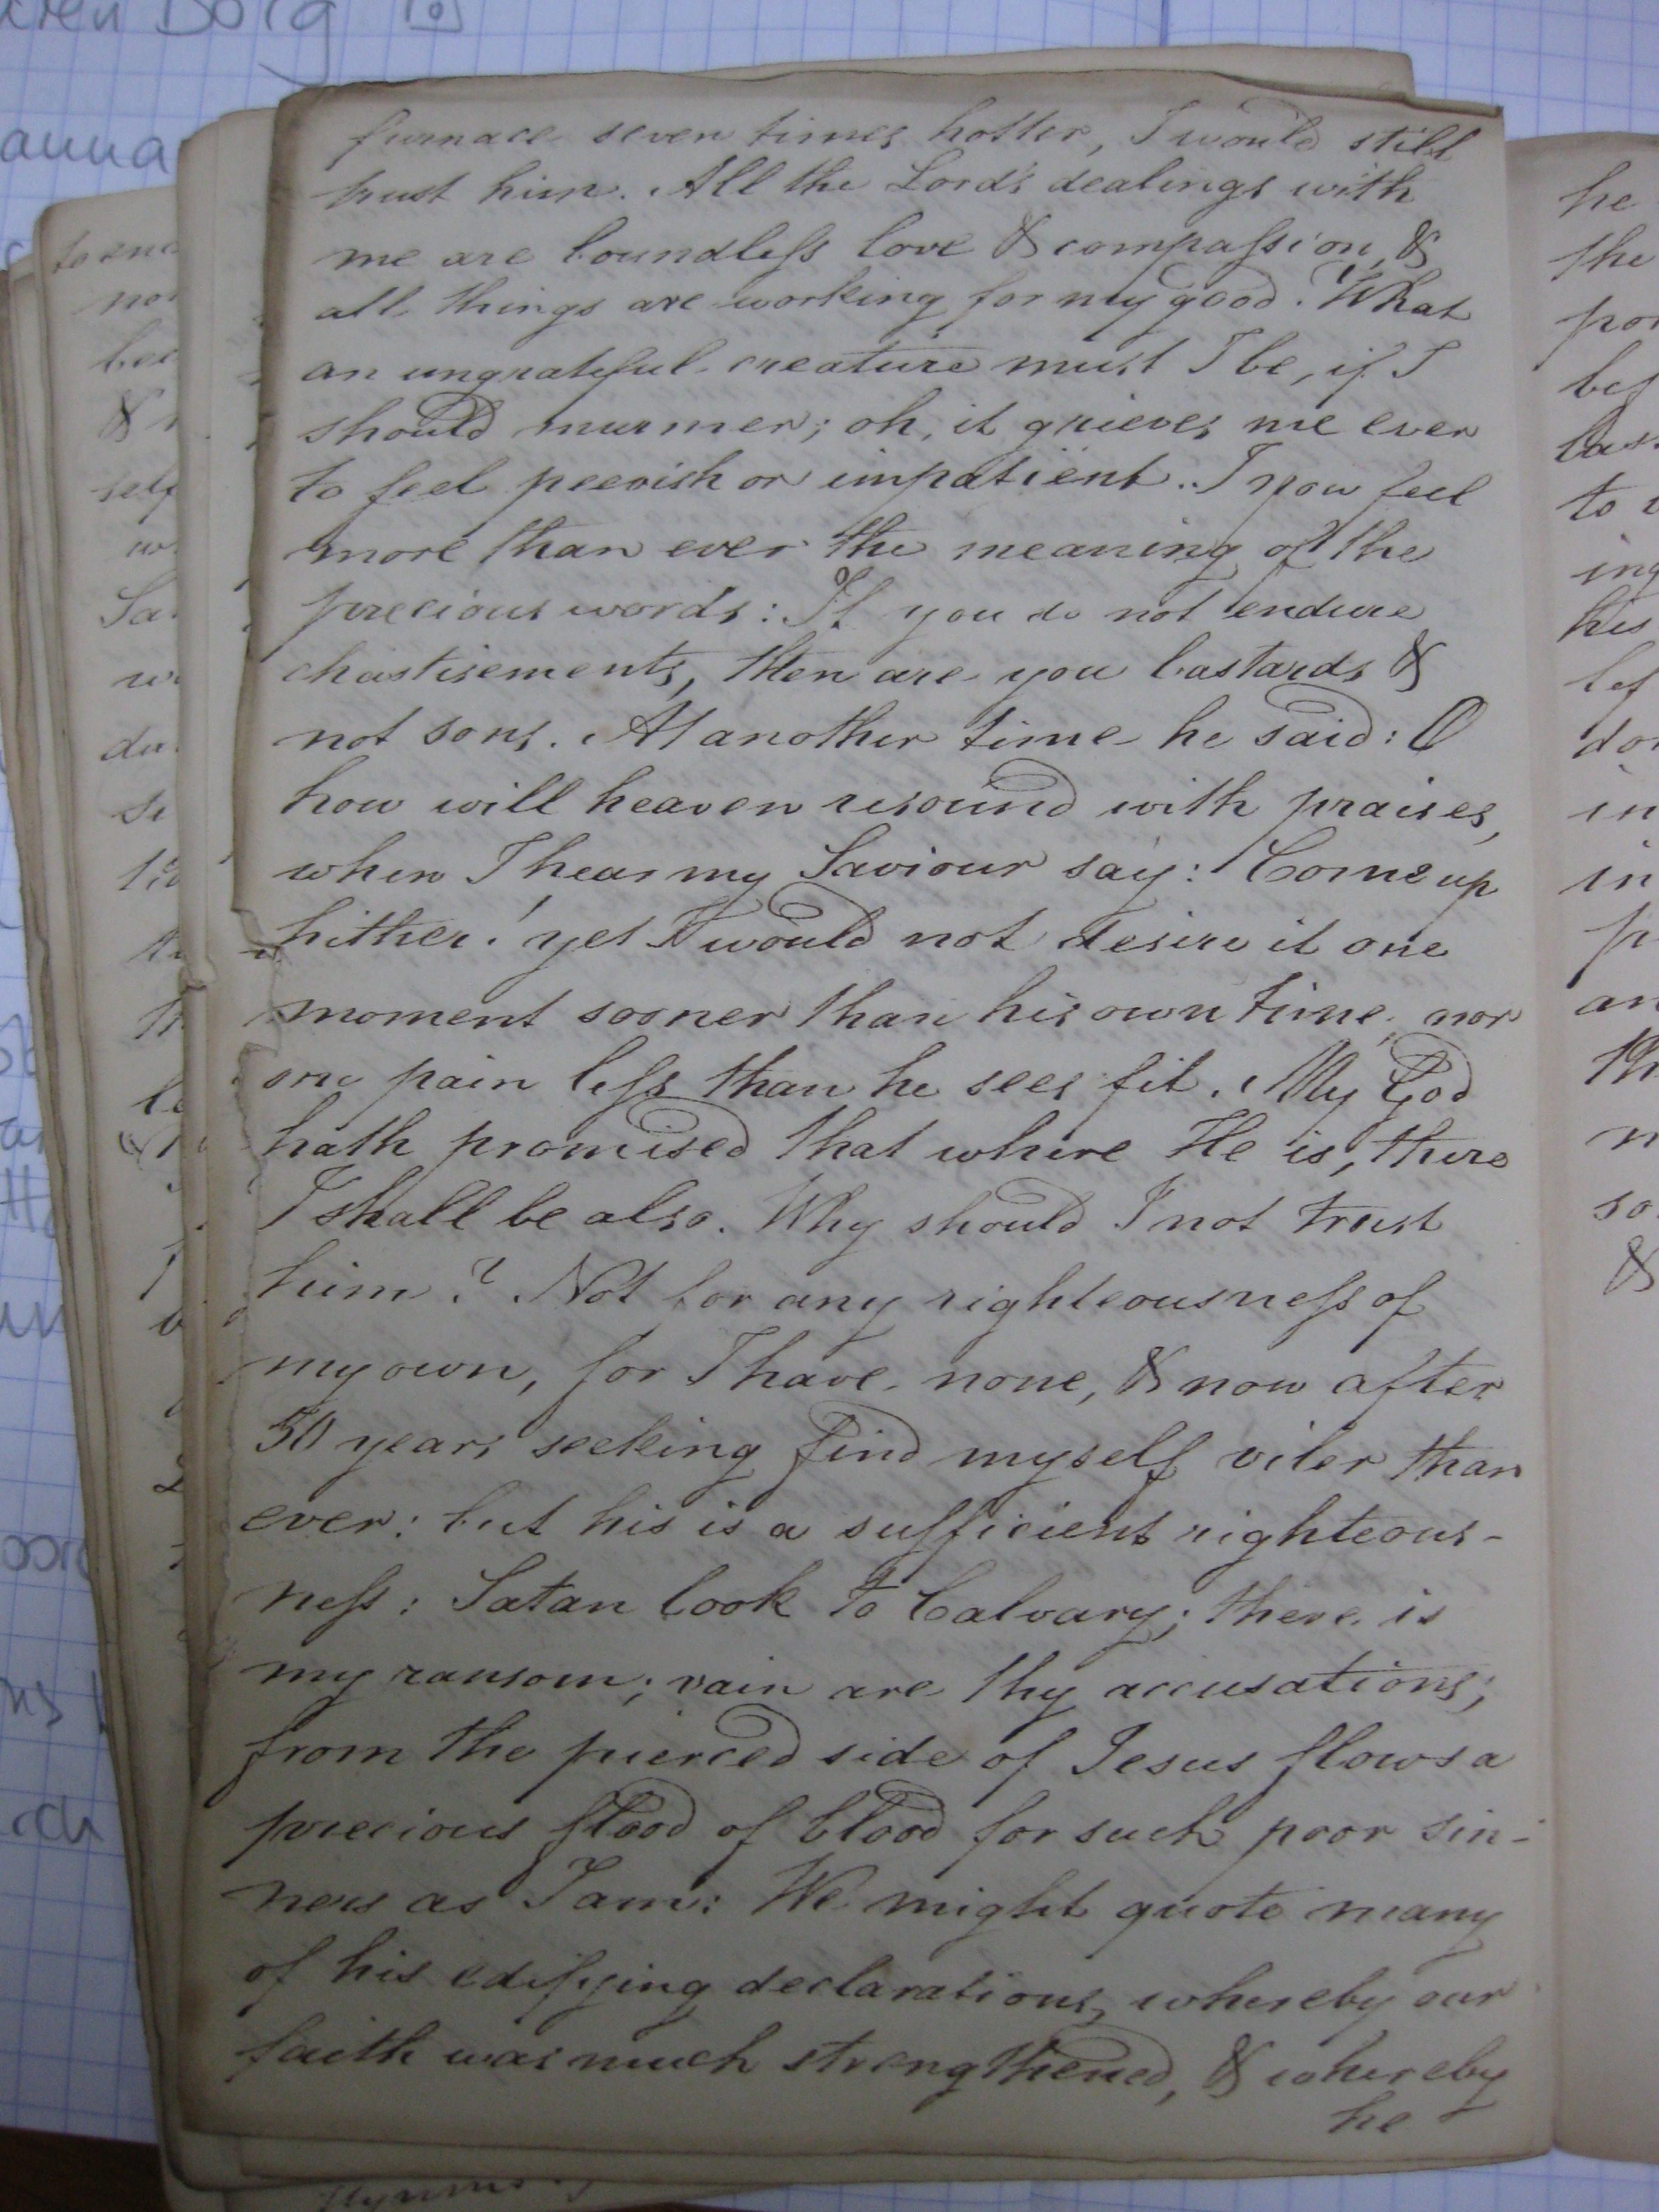 furnace seven times hotter, I would still
trust him. All the Lord's dealings with
me are boundless love & compassion, &
all things are working for my good. What
an ungrateful creature must I be, if I
should murmer; oh, it grieves me ever
to feel peevish or impatient. I now feel
more than ever the meaning of the
precious words: If you do not endure
chastisements, then are you bastards &
not sons. At another time he said: O
how will heaven resound with praises,
when I hear my Saviour say: Come up
hither! yet I would not desire it one
moment sooner than his own time, nor
one pain less than he sees fit. My God
hath promised that where He is, there
I shall be also. Why should I not trust
him? Not for any righteousness of
my own, for I have none, & now after
50 years seeking find myself viler than
ever: but his is a sufficient righteous-
ness: Satan look to Calvary; there is
my ransom; vain are thy accusations;
from the pierced side of Jesus flows a
precious flood of blood for such poor sin-
ners as I am: We might quote many
of his edifying declarations, whereby our
faith was much strengthened, & whereby
he